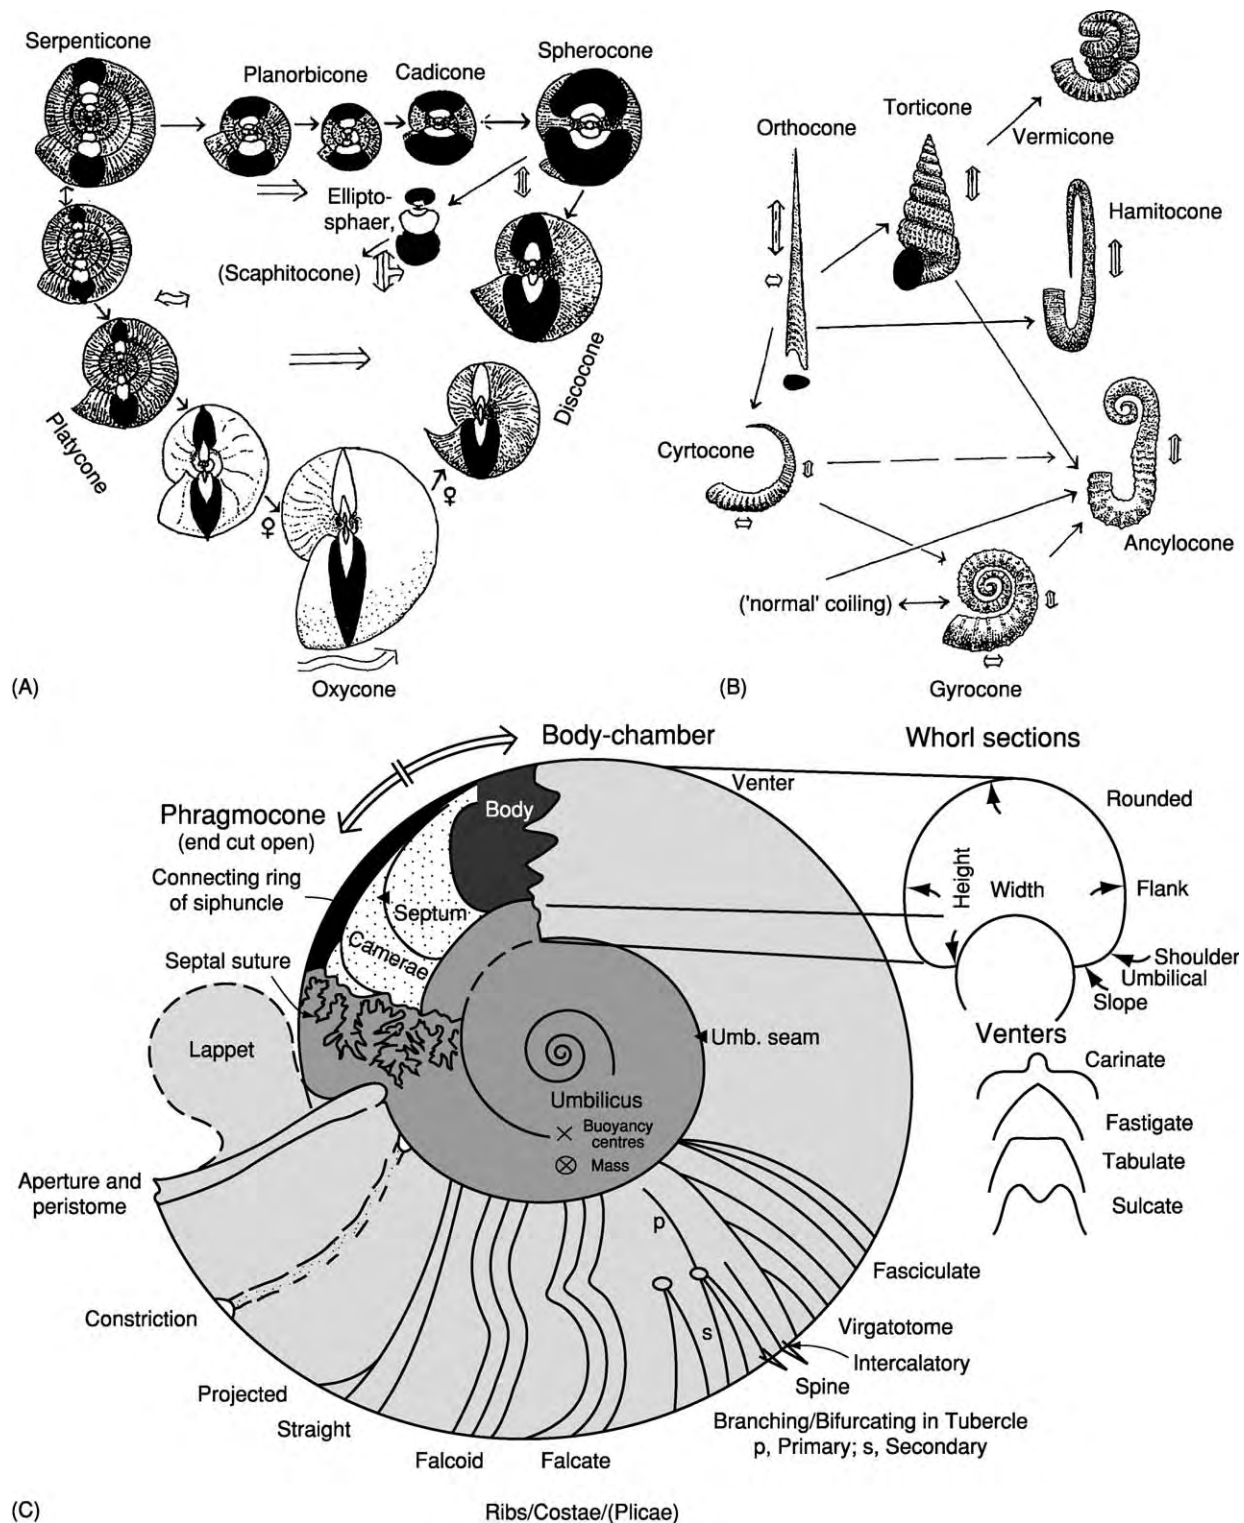 Serpenticone
Planorbicone
Cadicone
Spherocone
Ellipto-
sphaer,
(Scaphitocone)
Platycone
Discocone
♀
♀
Oxycone
(A)
Orthocone
Torticone
Vermicone
Hamitocone
Cyrtocone
Ancylocone
('normal' coiling)
Gyrocone
(B)
Body-chamber
Whorl sections
Venter
Phragmocone
(end cut open)
Body
Rounded
Connecting ring
of siphuncle
Height
Width
Flank
Septum
Camerae
Septal suture
Shoulder
Umbilical
Slope
Lappet
Umb. seam
Venters
Carinate
Umbilicus
Buoyancy
centres
Mass
Fastigate
Tabulate
Sulcate
Aperture and
peristome
p
s
Fasciculate
Constriction
Virgatotome
Intercalatory
Spine
Projected
Straight
Falcoid
Falcate
Branching/Bifurcating in Tubercle
p, Primary; s, Secondary
(C)
Ribs/Costae/(Plicae)